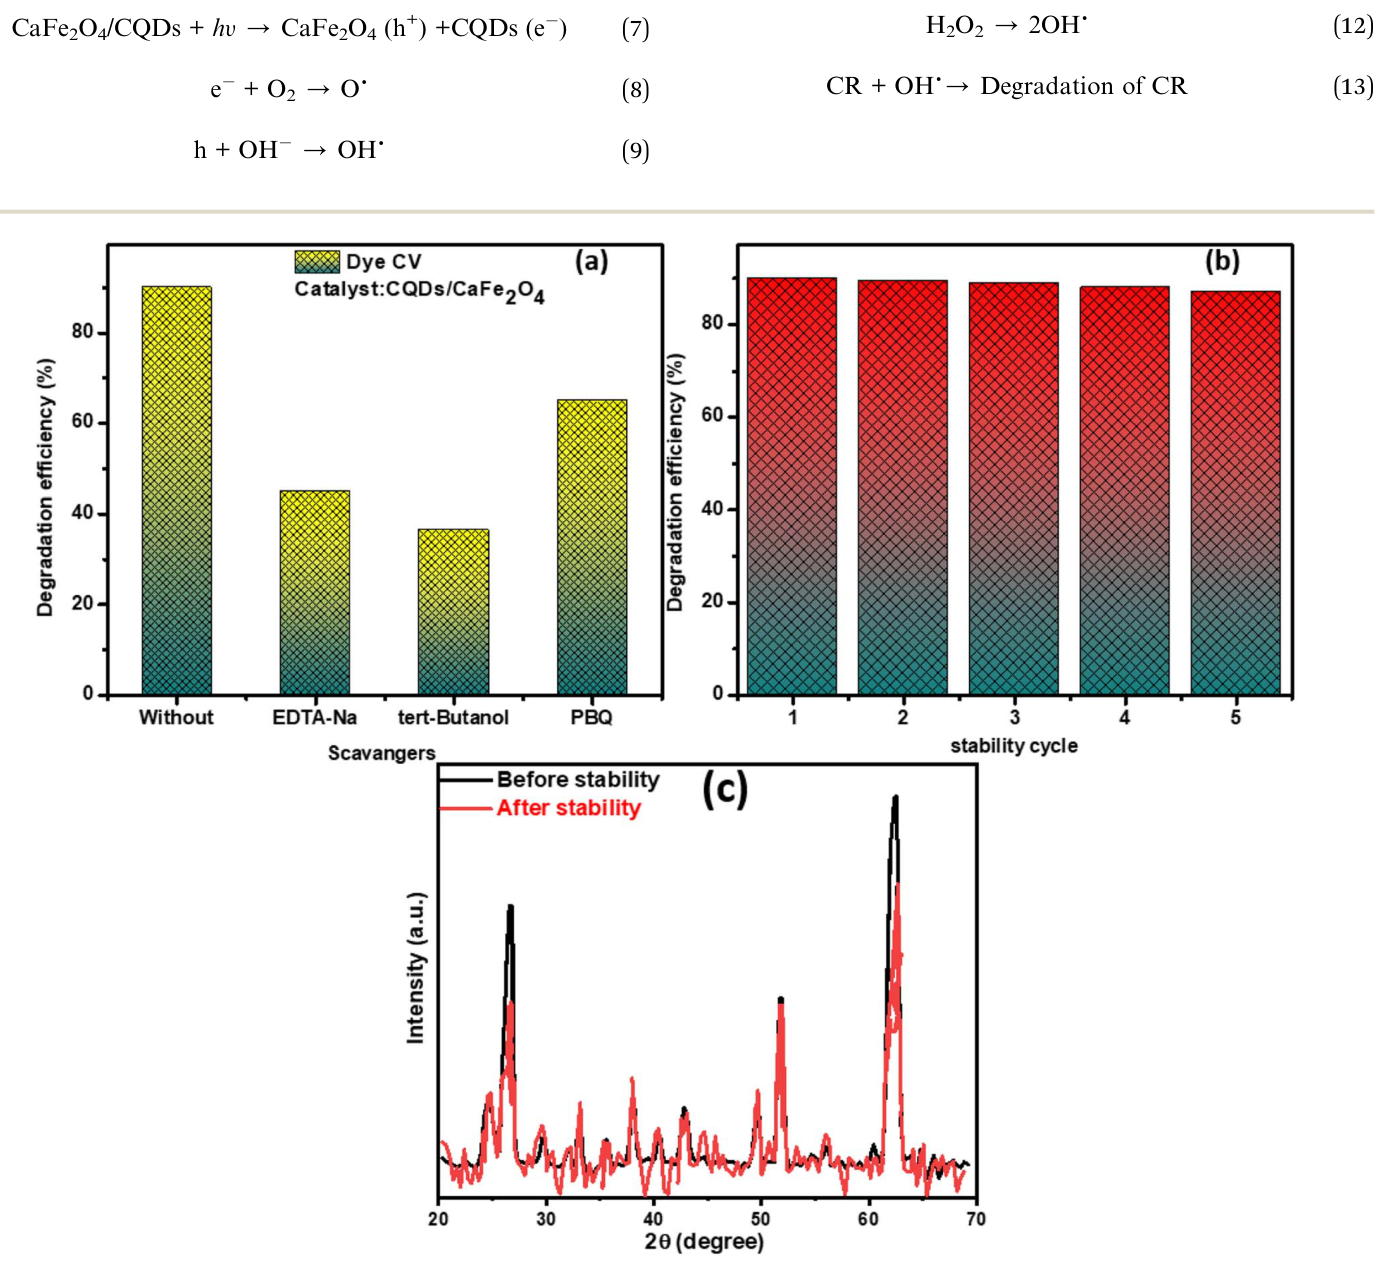 CaFe₂O₄/CQDs + hυ → CaFe₂O₄ (h⁺) +CQDs (e⁻) (7)
e⁻ + O₂ → O• (8)
h + OH⁻ → OH• (9)
H₂O₂ → 2OH• (12)
CR + OH• → Degradation of CR (13)
Dye CV
Catalyst:CQDs/CaFe₂O₄
(a)
Degradation efficiency (%)
80
60
40
20
0
Without EDTA-Na tert-Butanol PBQ
Scavangers
(b)
Degradation efficiency (%)
80
60
40
20
0
1 2 3 4 5
stability cycle
Before stability
After stability
(c)
Intensity (a.u.)
20 30 40 50 60 70
2θ (degree)